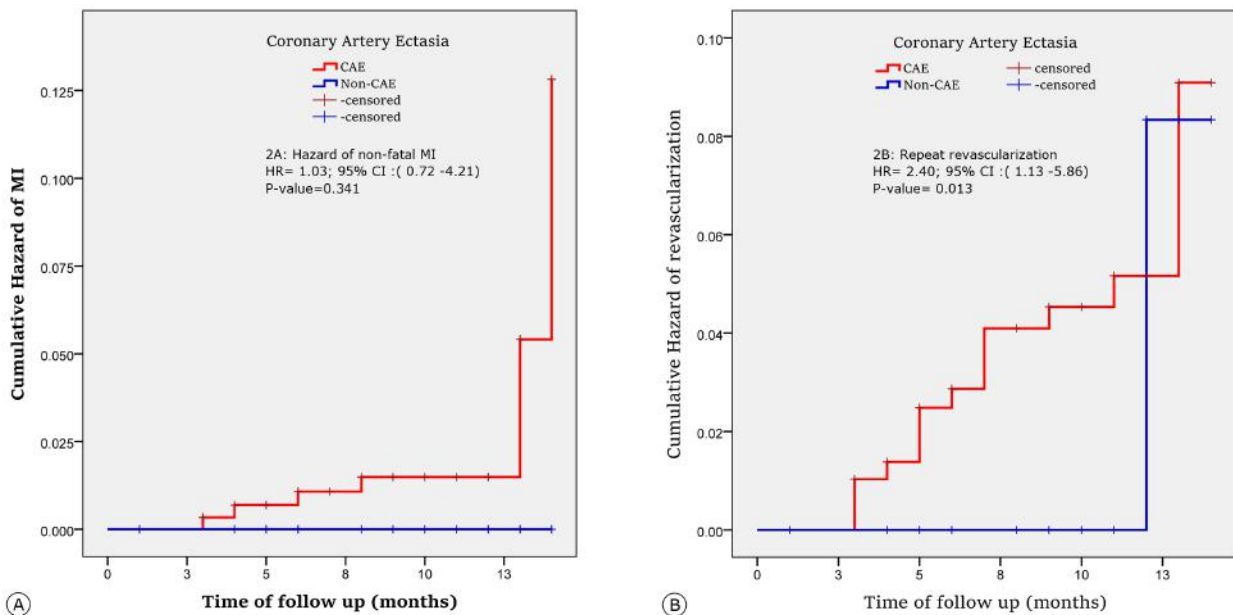 Coronary Artery Ectasia
CAE
Non-CAE
-censored
-censored
2A: Hazard of non-fatal MI
HR= 1.03; 95% CI :( 0.72 -4.21)
P-value=0.341
Cumulative Hazard of MI
0.125
0.100
0.075
0.050
0.025
0.000
0 3 5 8 10 13
Time of follow up (months)
A
Coronary Artery Ectasia
CAE censored
Non-CAE -censored
2B: Repeat revascularization
HR= 2.40; 95% CI :( 1.13 -5.86)
P-value= 0.013
Cumulative Hazard of revascularization
0.10
0.08
0.06
0.04
0.02
0.00
0 3 5 8 10 13
Time of follow up (months)
B